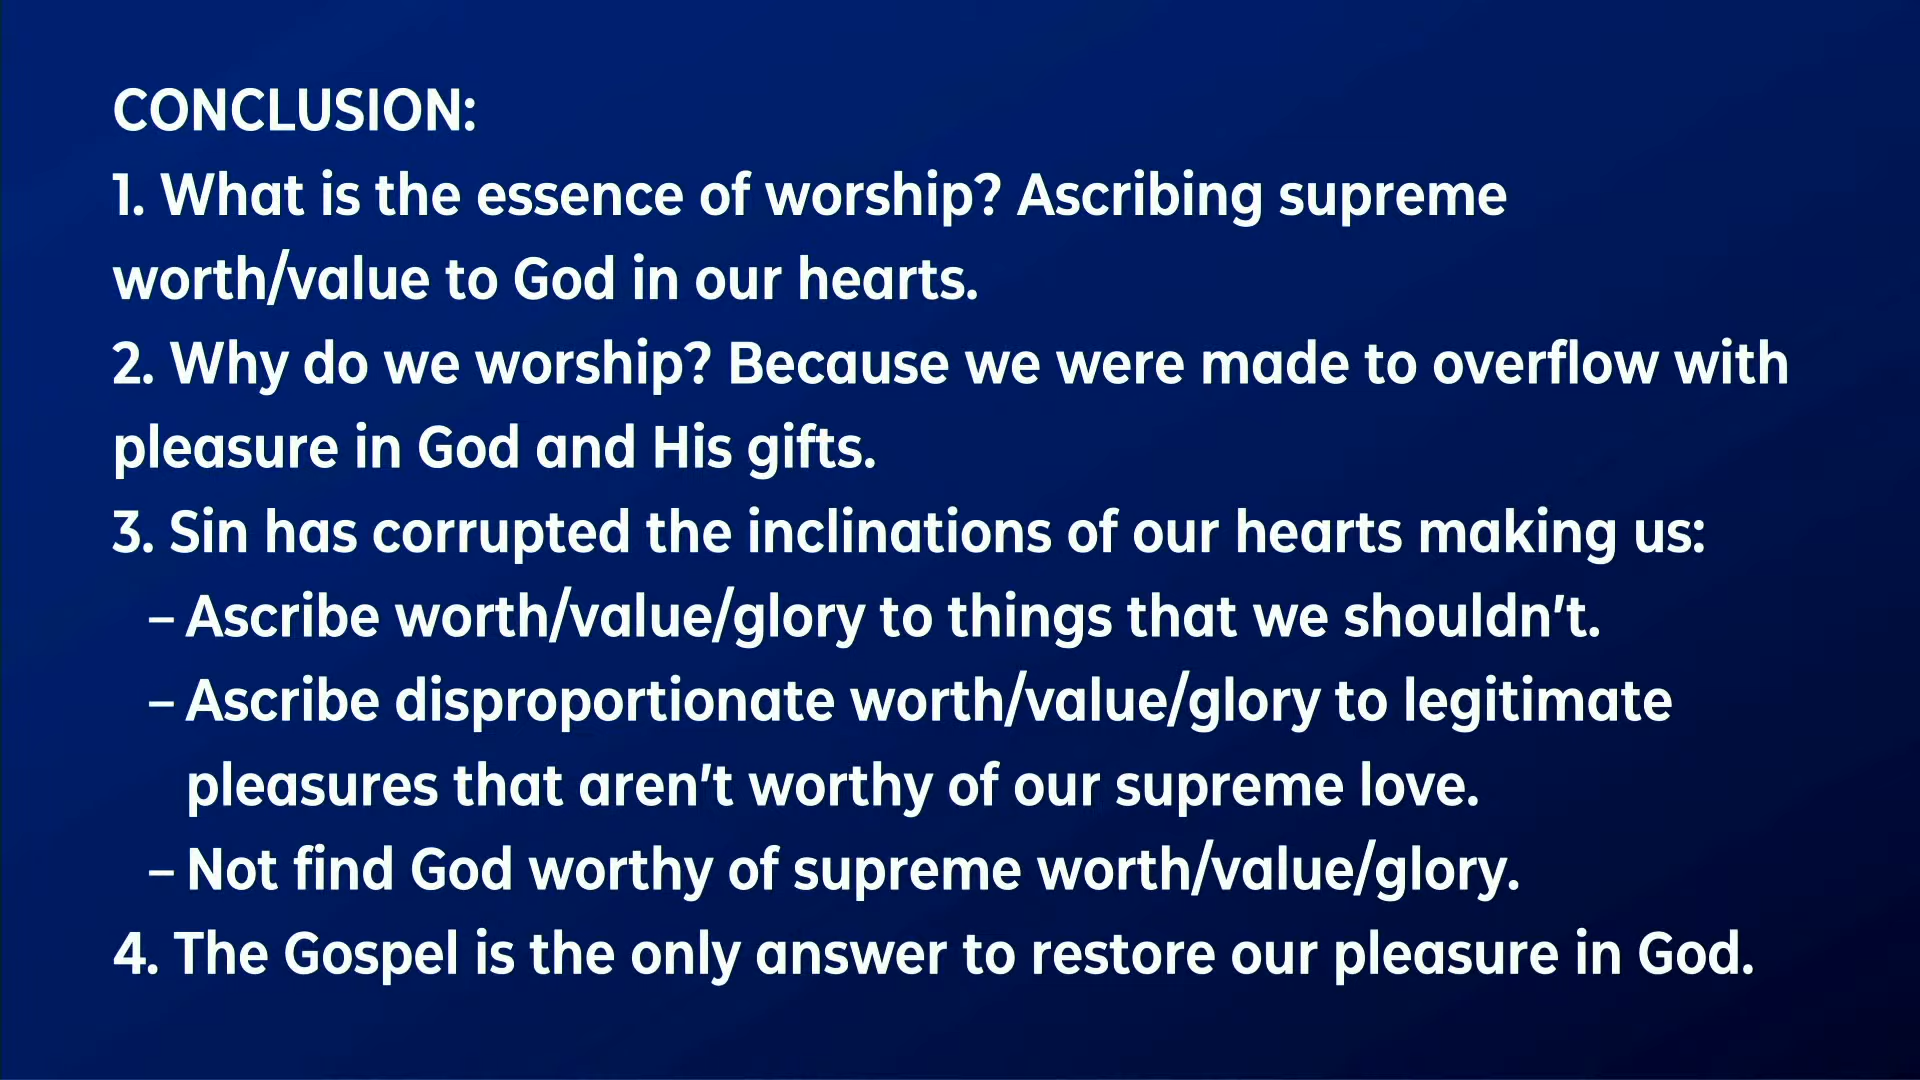 CONCLUSION:
1. What is the essence of worship? Ascribing supreme
worth/value to God in our hearts.
2. Why do we worship? Because we were made to overflow with
pleasure in God and His gifts.
3. Sin has corrupted the inclinations of our hearts making us:
– Ascribe worth/value/glory to things that we shouldn't.
– Ascribe disproportionate worth/value/glory to legitimate
pleasures that aren't worthy of our supreme love.
– Not find God worthy of supreme worth/value/glory.
4. The Gospel is the only answer to restore our pleasure in God.